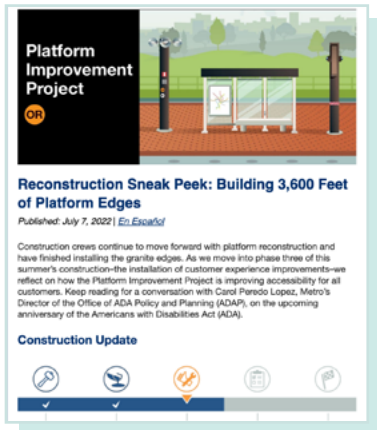 Platform
Improvement
Project
OR
Reconstruction Sneak Peek: Building 3,600 Feet
of Platform Edges
Published: July 7, 2022 | En Español
Construction crews continue to move forward with platform reconstruction and
have finished installing the granite edges. As we move into phase three of this
summer's construction–the installation of customer experience improvements–we
reflect on how the Platform Improvement Project is improving accessibility for all
customers. Keep reading for a conversation with Carol Peredo Lopez, Metro's
Director of the Office of ADA Policy and Planning (ADAP), on the upcoming
anniversary of the Americans with Disabilities Act (ADA).
Construction Update